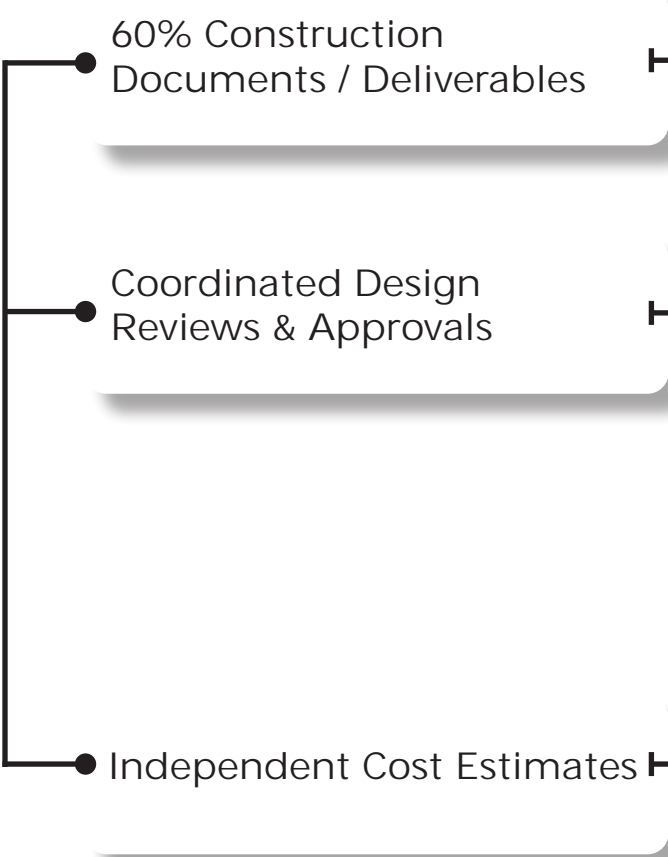 60% Construction
Documents / Deliverables
Coordinated Design
Reviews & Approvals
Independent Cost Estimates